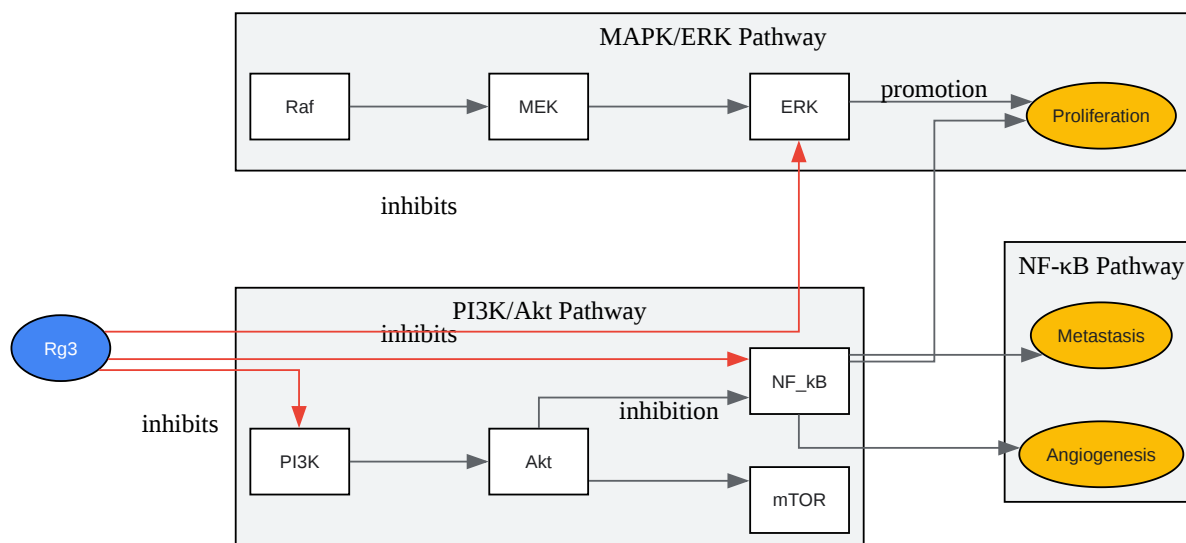 MAPK/ERK Pathway
Raf
MEK
ERK
promotion
Proliferation
inhibits
NF-κB Pathway
PI3K/Akt Pathway
inhibits
Rg3
Metastasis
NF_kB
inhibition
inhibits
PI3K
Akt
Angiogenesis
mTOR